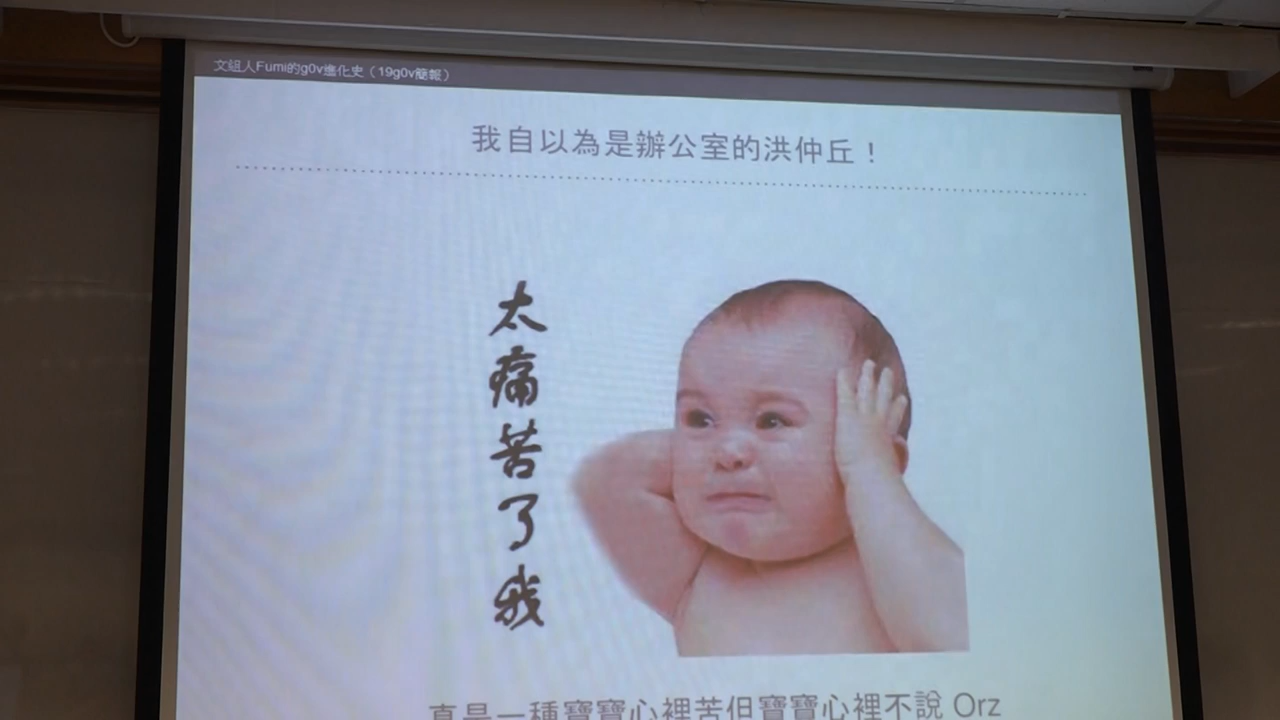 文組人Fumi的g0v進化史（19g0v簡報）
我自以為是辦公室的洪仲丘！
太痛苦了我
真是一種寶寶心裡苦但寶寶心裡不說 Orz